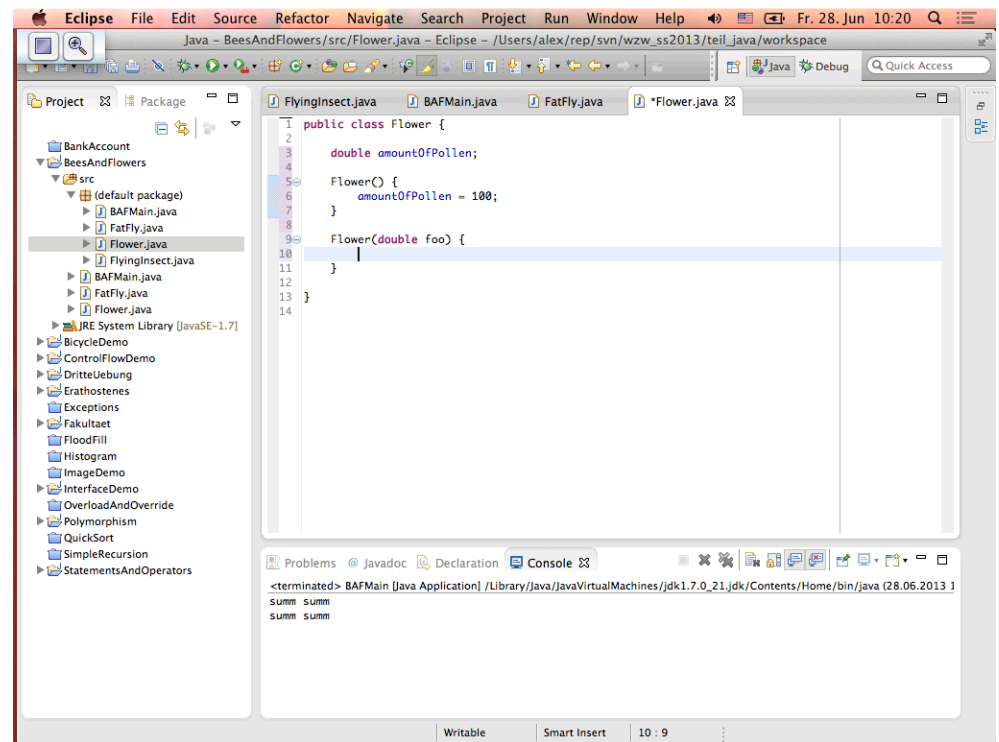 Eclipse File Edit Source Refactor Navigate Search Project Run Window Help Fr. 28. Jun 10:20
Java – BeesAndFlowers/src/Flower.java – Eclipse – /Users/alex/rep/svn/wzw_ss2013/teil_java/workspace
Java Debug Quick Access
Project Package
BankAccount
BeesAndFlowers
src
(default package)
BAFMain.java
FatFly.java
Flower.java
FlyingInsect.java
BAFMain.java
FatFly.java
Flower.java
JRE System Library [JavaSE-1.7]
BicycleDemo
ControlFlowDemo
DritteUebung
Erathostenes
Exceptions
Fakultaet
FloodFill
Histogram
ImageDemo
InterfaceDemo
OverloadAndOverride
Polymorphism
QuickSort
SimpleRecursion
StatementsAndOperators
FlyingInsect.java BAFMain.java FatFly.java *Flower.java
1 public class Flower {
2
3 double amountOfPollen;
4
5 Flower() {
6 amountOfPollen = 100;
7 }
8
9 Flower(double foo) {
10
11 }
12
13 }
14
Problems @ Javadoc Declaration Console
<terminated> BAFMain [Java Application] /Library/Java/JavaVirtualMachines/jdk1.7.0_21.jdk/Contents/Home/bin/java (28.06.2013 1
summ summ
summ summ
Writable Smart Insert 10 : 9